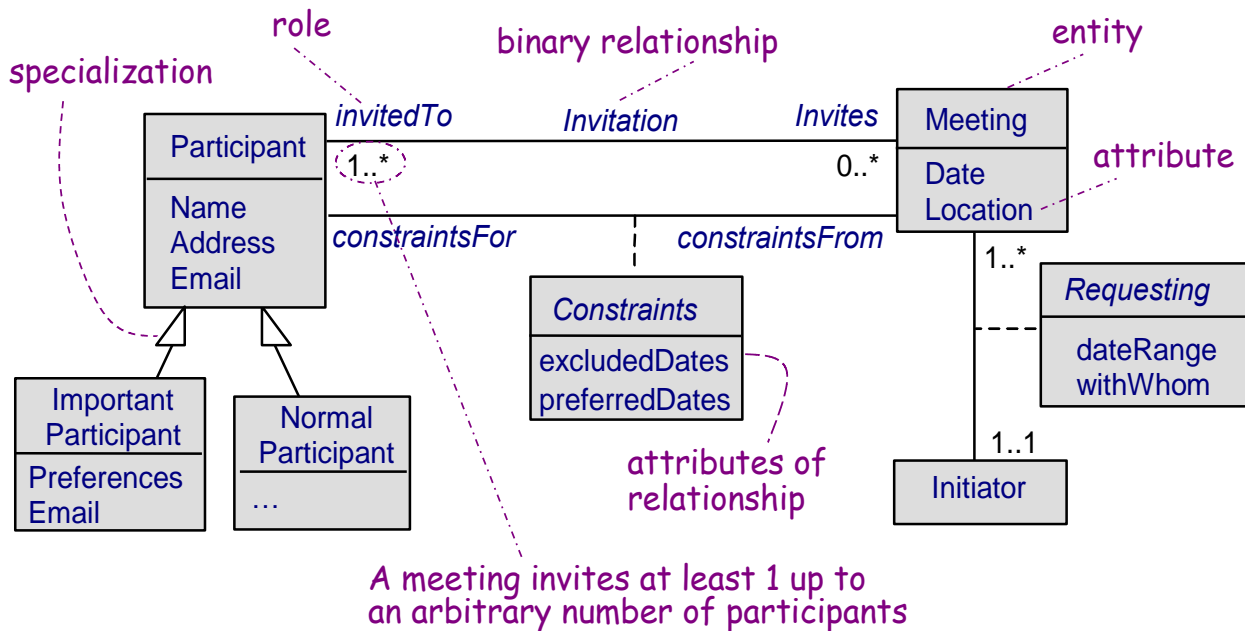 role
binary relationship
entity
specialization
invitedTo
Invitation
Invites
Meeting
Participant
1..*
0..*
attribute
Date
Location
Name
Address
Email
constraintsFor
constraintsFrom
1..*
Requesting
Constraints
dateRange
withWhom
excludedDates
preferredDates
Important
Participant
Normal
Participant
Preferences
Email
…
1..1
attributes of
relationship
Initiator
A meeting invites at least 1 up to
an arbitrary number of participants